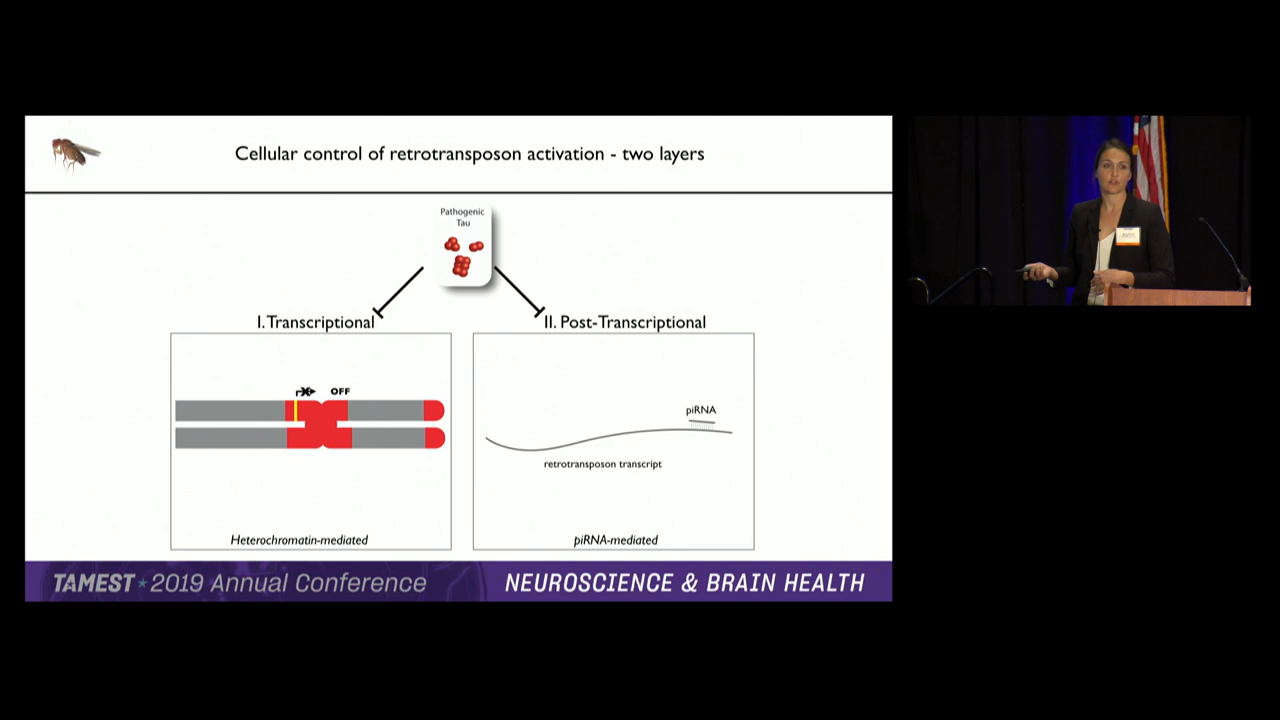 Cellular control of retrotransposon activation - two layers
Pathogenic
Tau
I. Transcriptional
II. Post-Transcriptional
OFF
piRNA
retrotransposon transcript
Heterochromatin-mediated
piRNA-mediated
TAMEST★2019 Annual Conference
NEUROSCIENCE & BRAIN HEALTH